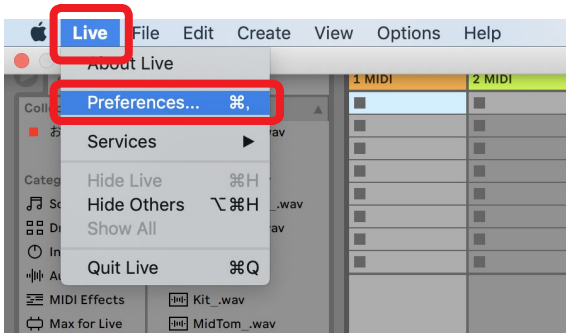 Live File Edit Create View Options Help
About Live
1 MIDI 2 MIDI
Preferences... ⌘,
お
.wav
Services ▶
Hide Live ⌘H
Hide Others ⌥⌘H
_.wav
Show All
Quit Live ⌘Q
MIDI Effects Kit_.wav
Max for Live MidTom_.wav